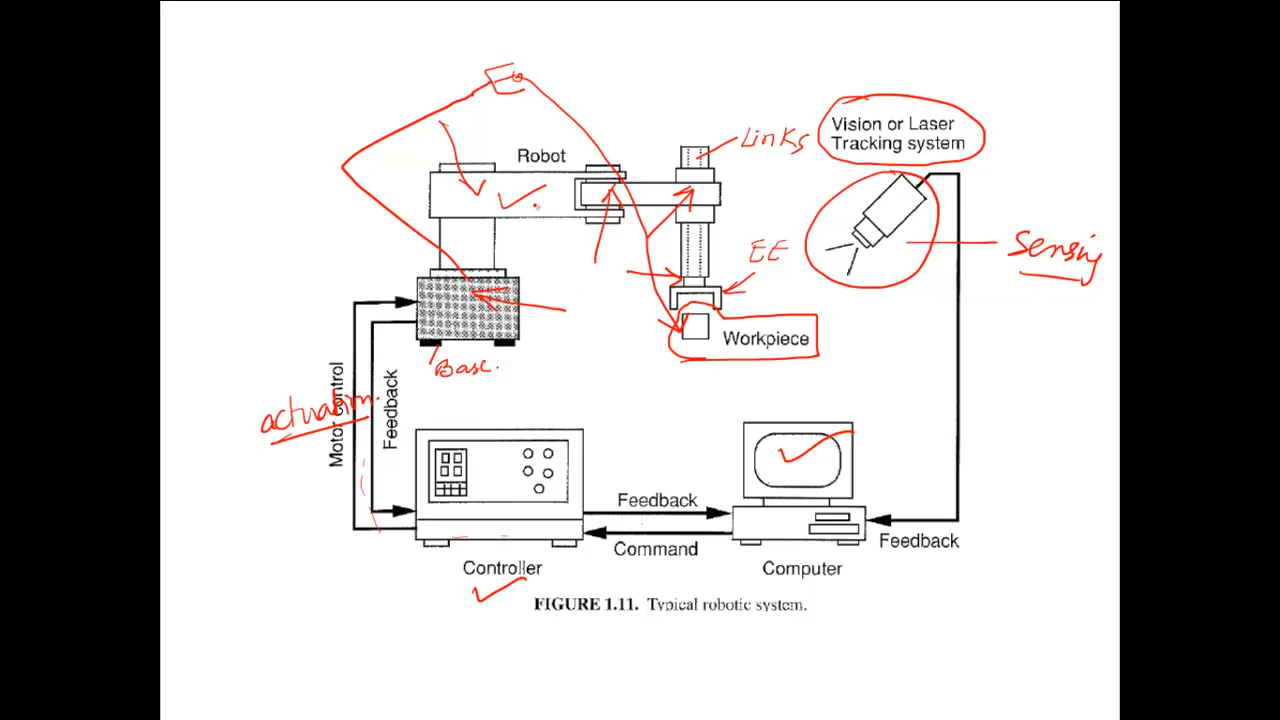 Robot
Links
Vision or Laser
Tracking system
EE
Sensing
Workpiece
Base.
Motor control
Feedback
actuation.
Feedback
Command
Feedback
Controller
Computer
FIGURE 1.11. Typical robotic system.